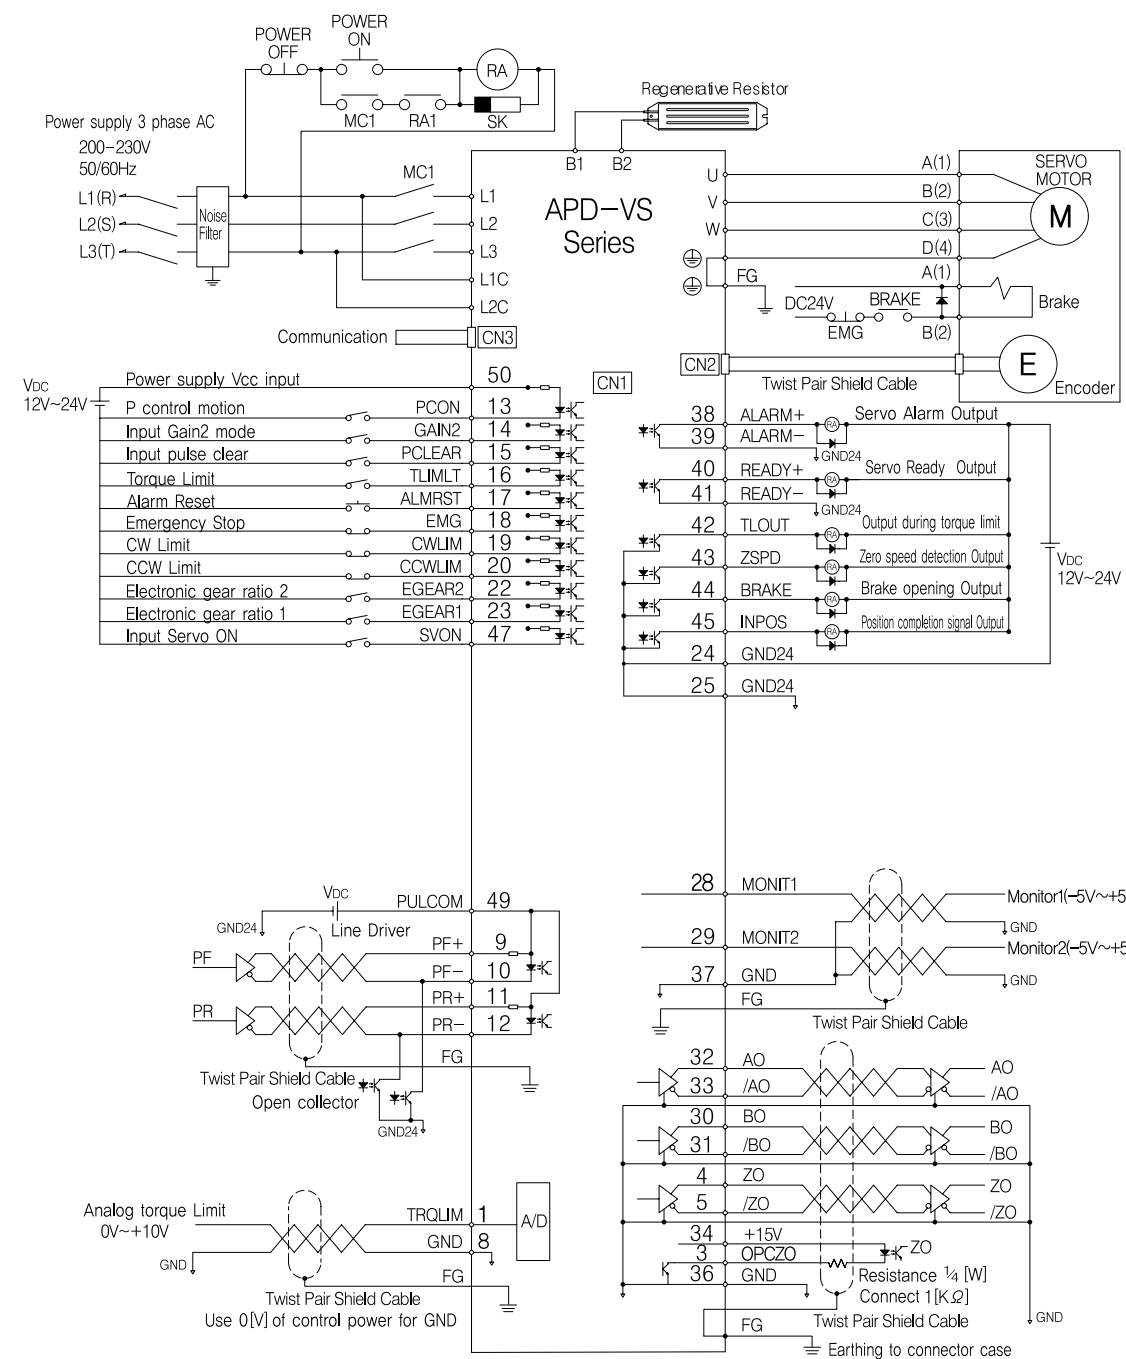 POWER
OFF
POWER
ON
RA
MC1
RA1
SK
Regenerative Resistor
Power supply 3 phase AC
200-230V
50/60Hz
MC1
B1
B2
L1(R)
L2(S)
L3(T)
Noise
Filter
L1
L2
L3
L1C
L2C
APD-VS
Series
U
V
W
FG
A(1)
B(2)
C(3)
D(4)
SERVO
MOTOR
M
A(1)
DC24V
BRAKE
EMG
B(2)
Brake
Communication
CN3
CN2
Twist Pair Shield Cable
E
Encoder
VDC
12V~24V
CN1
Power supply Vcc input 50
P control motion PCON 13
Input Gain2 mode GAIN2 14
Input pulse clear PCLEAR 15
Torque Limit TLIMLT 16
Alarm Reset ALMRST 17
Emergency Stop EMG 18
CW Limit CWLIM 19
CCW Limit CCWLIM 20
Electronic gear ratio 2 EGEAR2 22
Electronic gear ratio 1 EGEAR1 23
Input Servo ON SVON 47
38 ALARM+ RA Servo Alarm Output
39 ALARM-
GND24
40 READY+ RA Servo Ready Output
41 READY-
GND24
42 TLOUT RA Output during torque limit
43 ZSPD RA Zero speed detection Output
44 BRAKE RA Brake opening Output
45 INPOS RA Position completion signal Output
24 GND24
25 GND24
VDC
12V~24V
VDC
PULCOM 49
GND24
Line Driver
PF
PF+ 9
PF- 10
PR
PR+ 11
PR- 12
FG
Twist Pair Shield Cable
Open collector
GND24
28 MONIT1
Monitor1(-5V~+5
GND
29 MONIT2
Monitor2(-5V~+5
37 GND
GND
FG
Twist Pair Shield Cable
32 AO
33 /AO
AO
/AO
30 BO
31 /BO
BO
/BO
4 ZO
5 /ZO
ZO
/ZO
34 +15V
3 OPCZO
ZO
36 GND
Resistance 1/4 [W]
Connect 1[KΩ]
Twist Pair Shield Cable
GND
FG
Earthing to connector case
Analog torque Limit
0V~+10V
GND
TRQLIM 1
GND 8
A/D
FG
Twist Pair Shield Cable
Use 0[V] of control power for GND